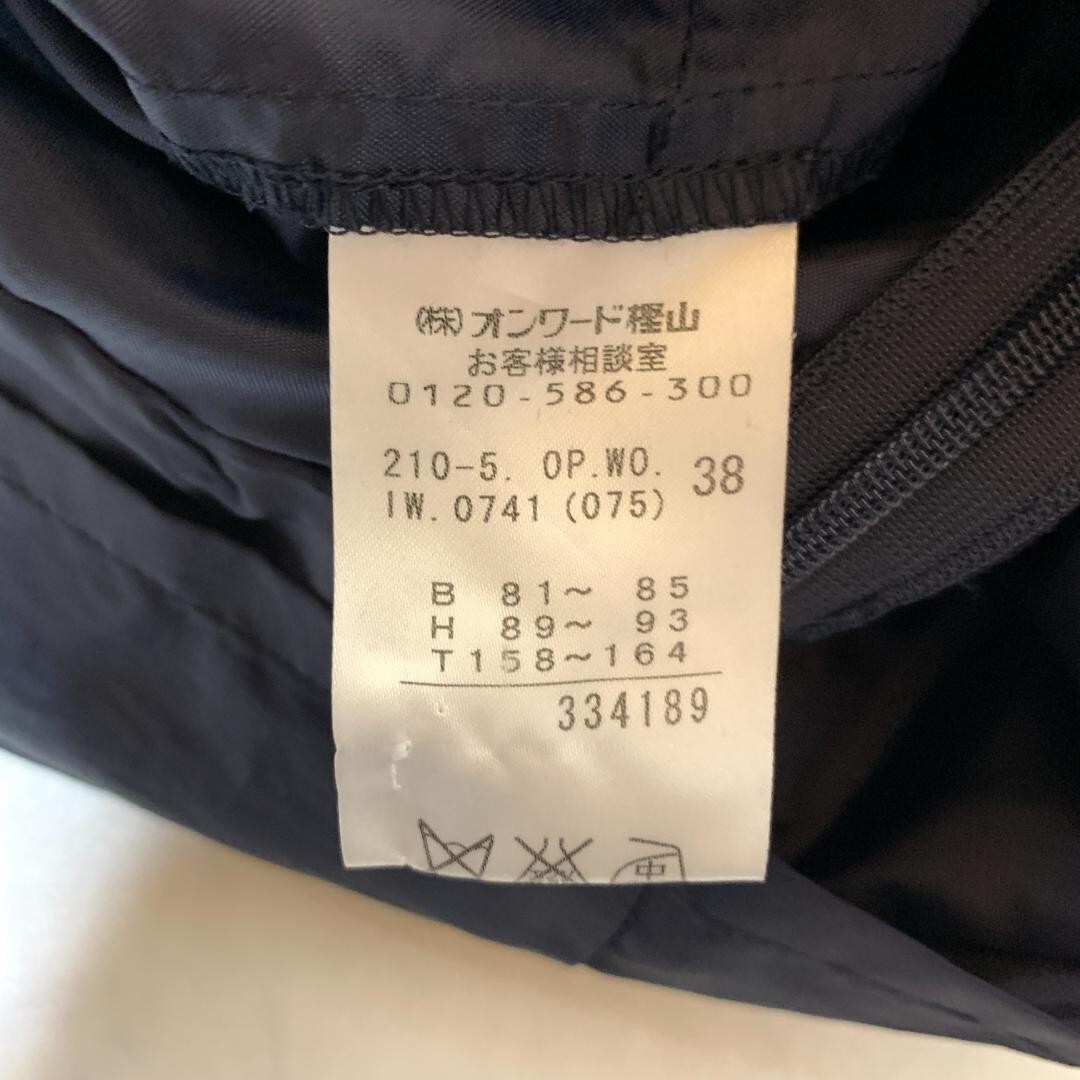 (株)オンワード樫山
お客様相談室
0120-586-300
210-5. OP.WO. 38
IW.0741 (075)
B 81～ 85
H 89～ 93
T158～164
334189
中